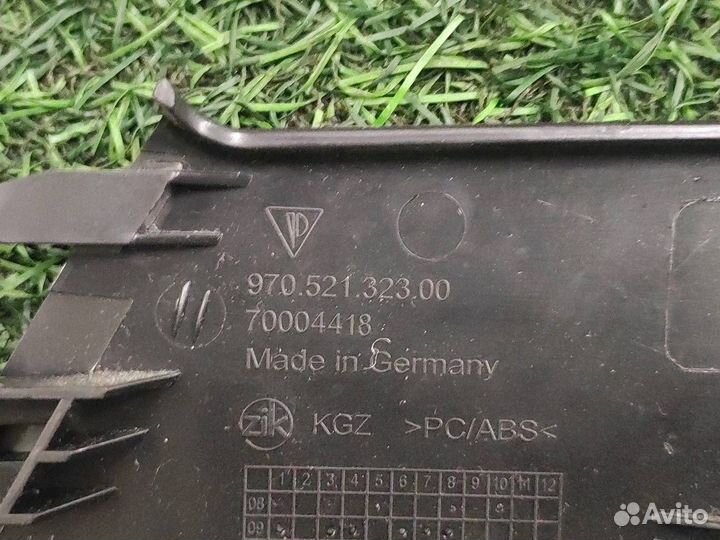 970.521.323.00
70004418
Made in Germany
zik KGZ >PC/ABS<
1 2 3 4 5 6 7 8 9 10 11 12
08
09
Avito